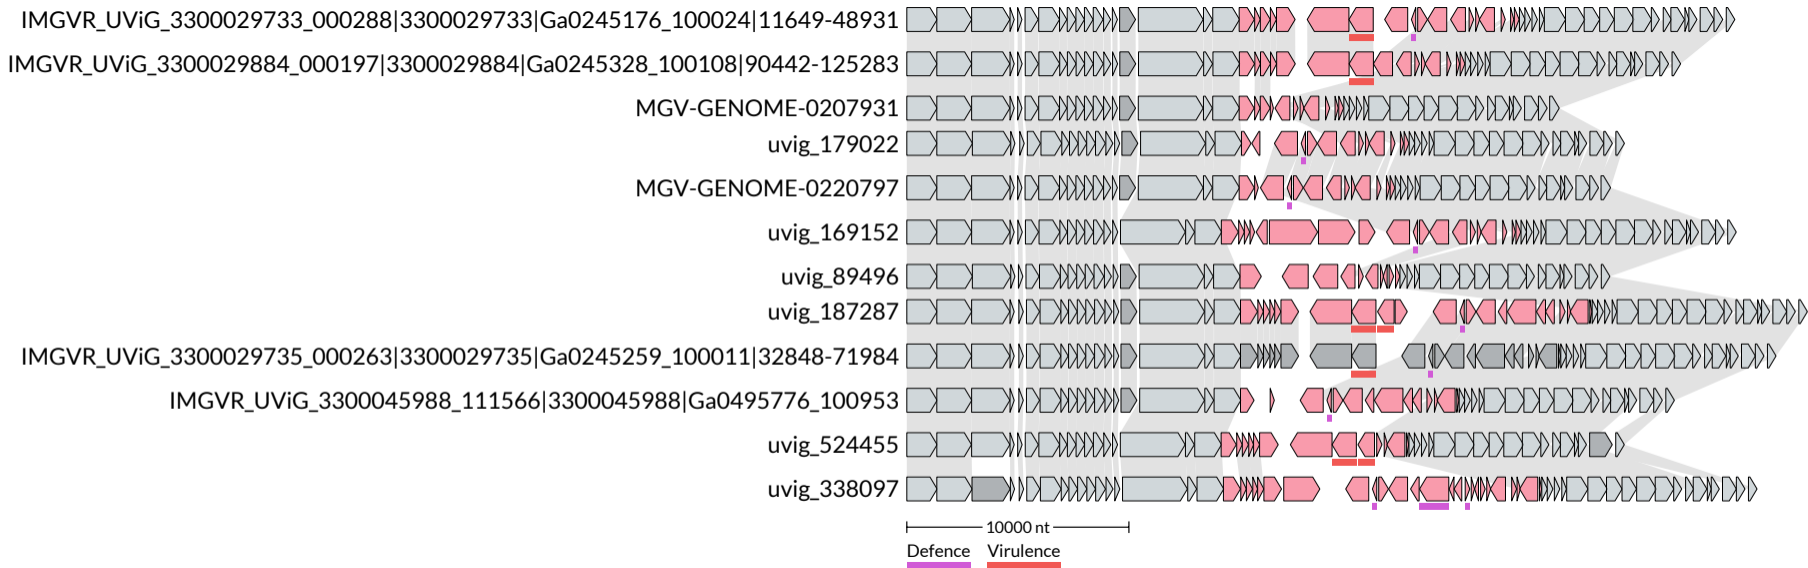 IMGVR_UViG_3300029733_000288|3300029733|Ga0245176_100024|11649-48931
IMGVR_UViG_3300029884_000197|3300029884|Ga0245328_100108|90442-125283
MGV-GENOME-0207931
uvig_179022
MGV-GENOME-0220797
uvig_169152
uvig_89496
uvig_187287
IMGVR_UViG_3300029735_000263|3300029735|Ga0245259_100011|32848-71984
IMGVR_UViG_3300045988_111566|3300045988|Ga0495776_100953
uvig_524455
uvig_338097
10000 nt
Defence Virulence